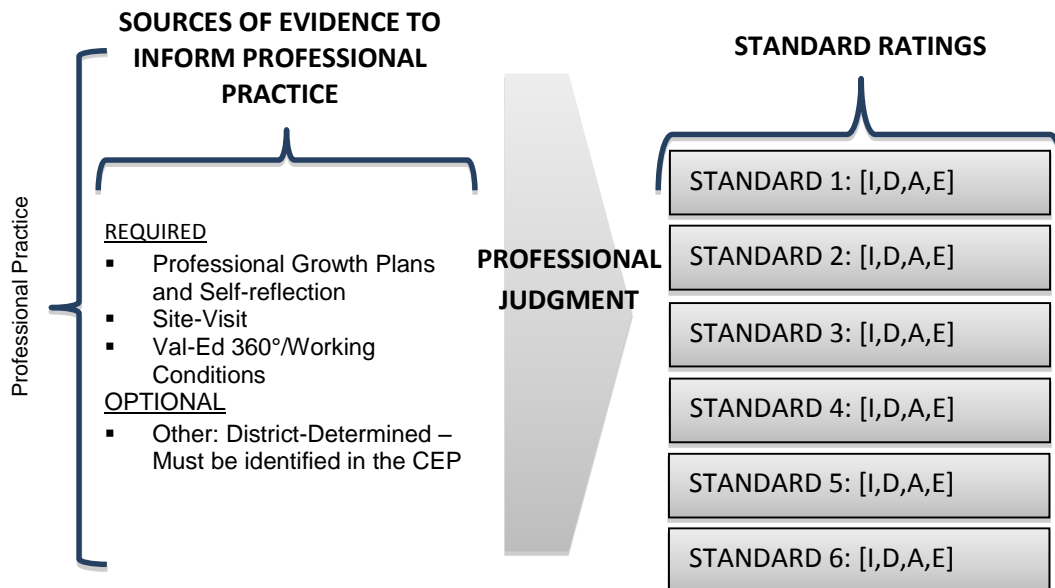 SOURCES OF EVIDENCE TO
INFORM PROFESSIONAL
PRACTICE
Professional Practice
REQUIRED
▪ Professional Growth Plans
and Self-reflection
▪ Site-Visit
▪ Val-Ed 360°/Working
Conditions
OPTIONAL
▪ Other: District-Determined –
Must be identified in the CEP
PROFESSIONAL
JUDGMENT
STANDARD RATINGS
STANDARD 1: [I,D,A,E]
STANDARD 2: [I,D,A,E]
STANDARD 3: [I,D,A,E]
STANDARD 4: [I,D,A,E]
STANDARD 5: [I,D,A,E]
STANDARD 6: [I,D,A,E]